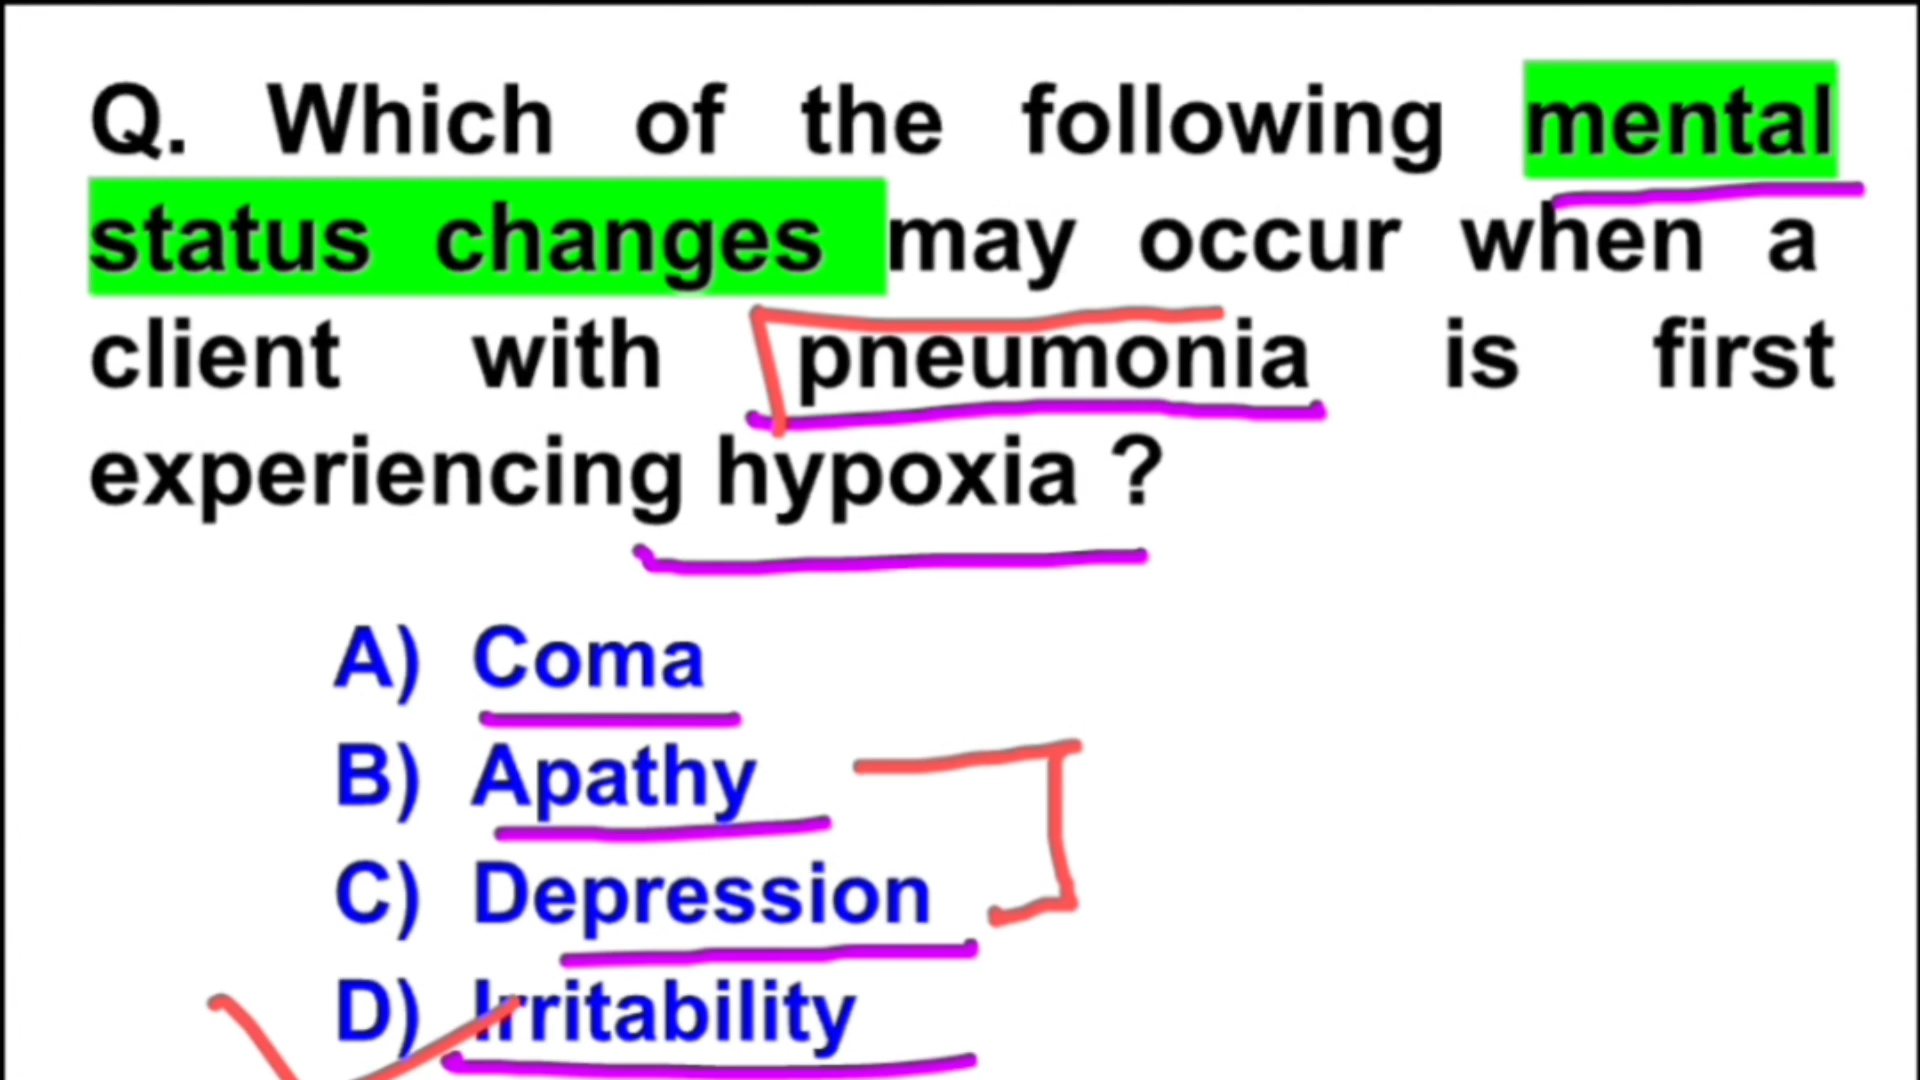 Q. Which of the following mental
status changes may occur when a
client with pneumonia is first
experiencing hypoxia ?
A) Coma
B) Apathy
C) Depression
D) Irritability